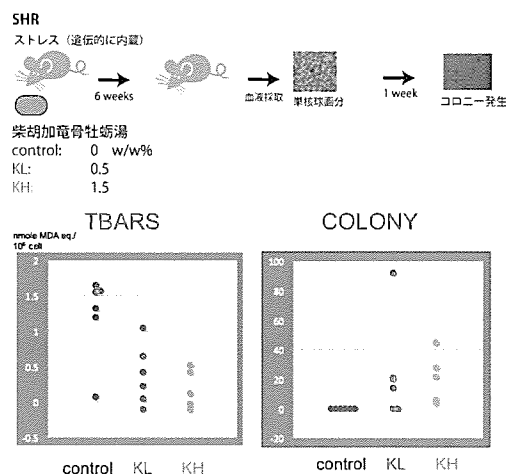 SHR
ストレス（遺伝的に内蔵）
6 weeks
血液採取
単核球画分
1 week
コロニー発生
柴胡加竜骨牡蛎湯
control: 0 w/w%
KL: 0.5
KH: 1.5
TBARS
nmole MDA eq./
10⁶ cell
2
1.5
1
0.5
0
-0.5
control KL KH
COLONY
100
80
60
40
20
0
-20
control KL KH